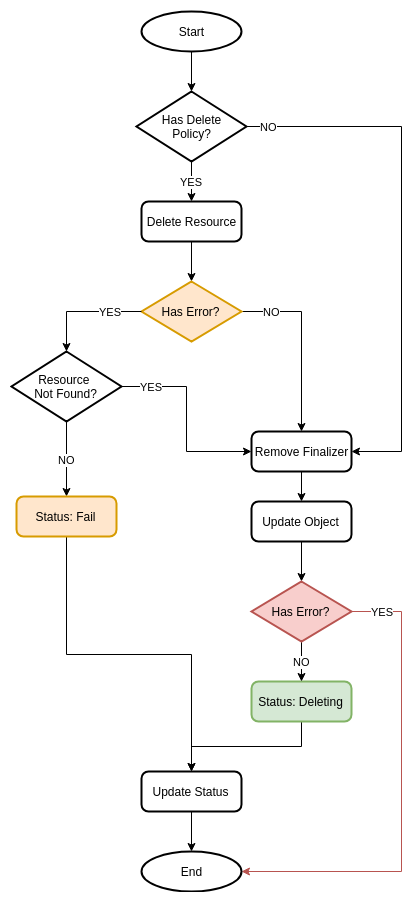 Start
Has Delete
Policy?
NO
YES
Delete Resource
Has Error?
YES
NO
Resource
Not Found?
YES
NO
Remove Finalizer
Status: Fail
Update Object
Has Error?
YES
NO
Status: Deleting
Update Status
End